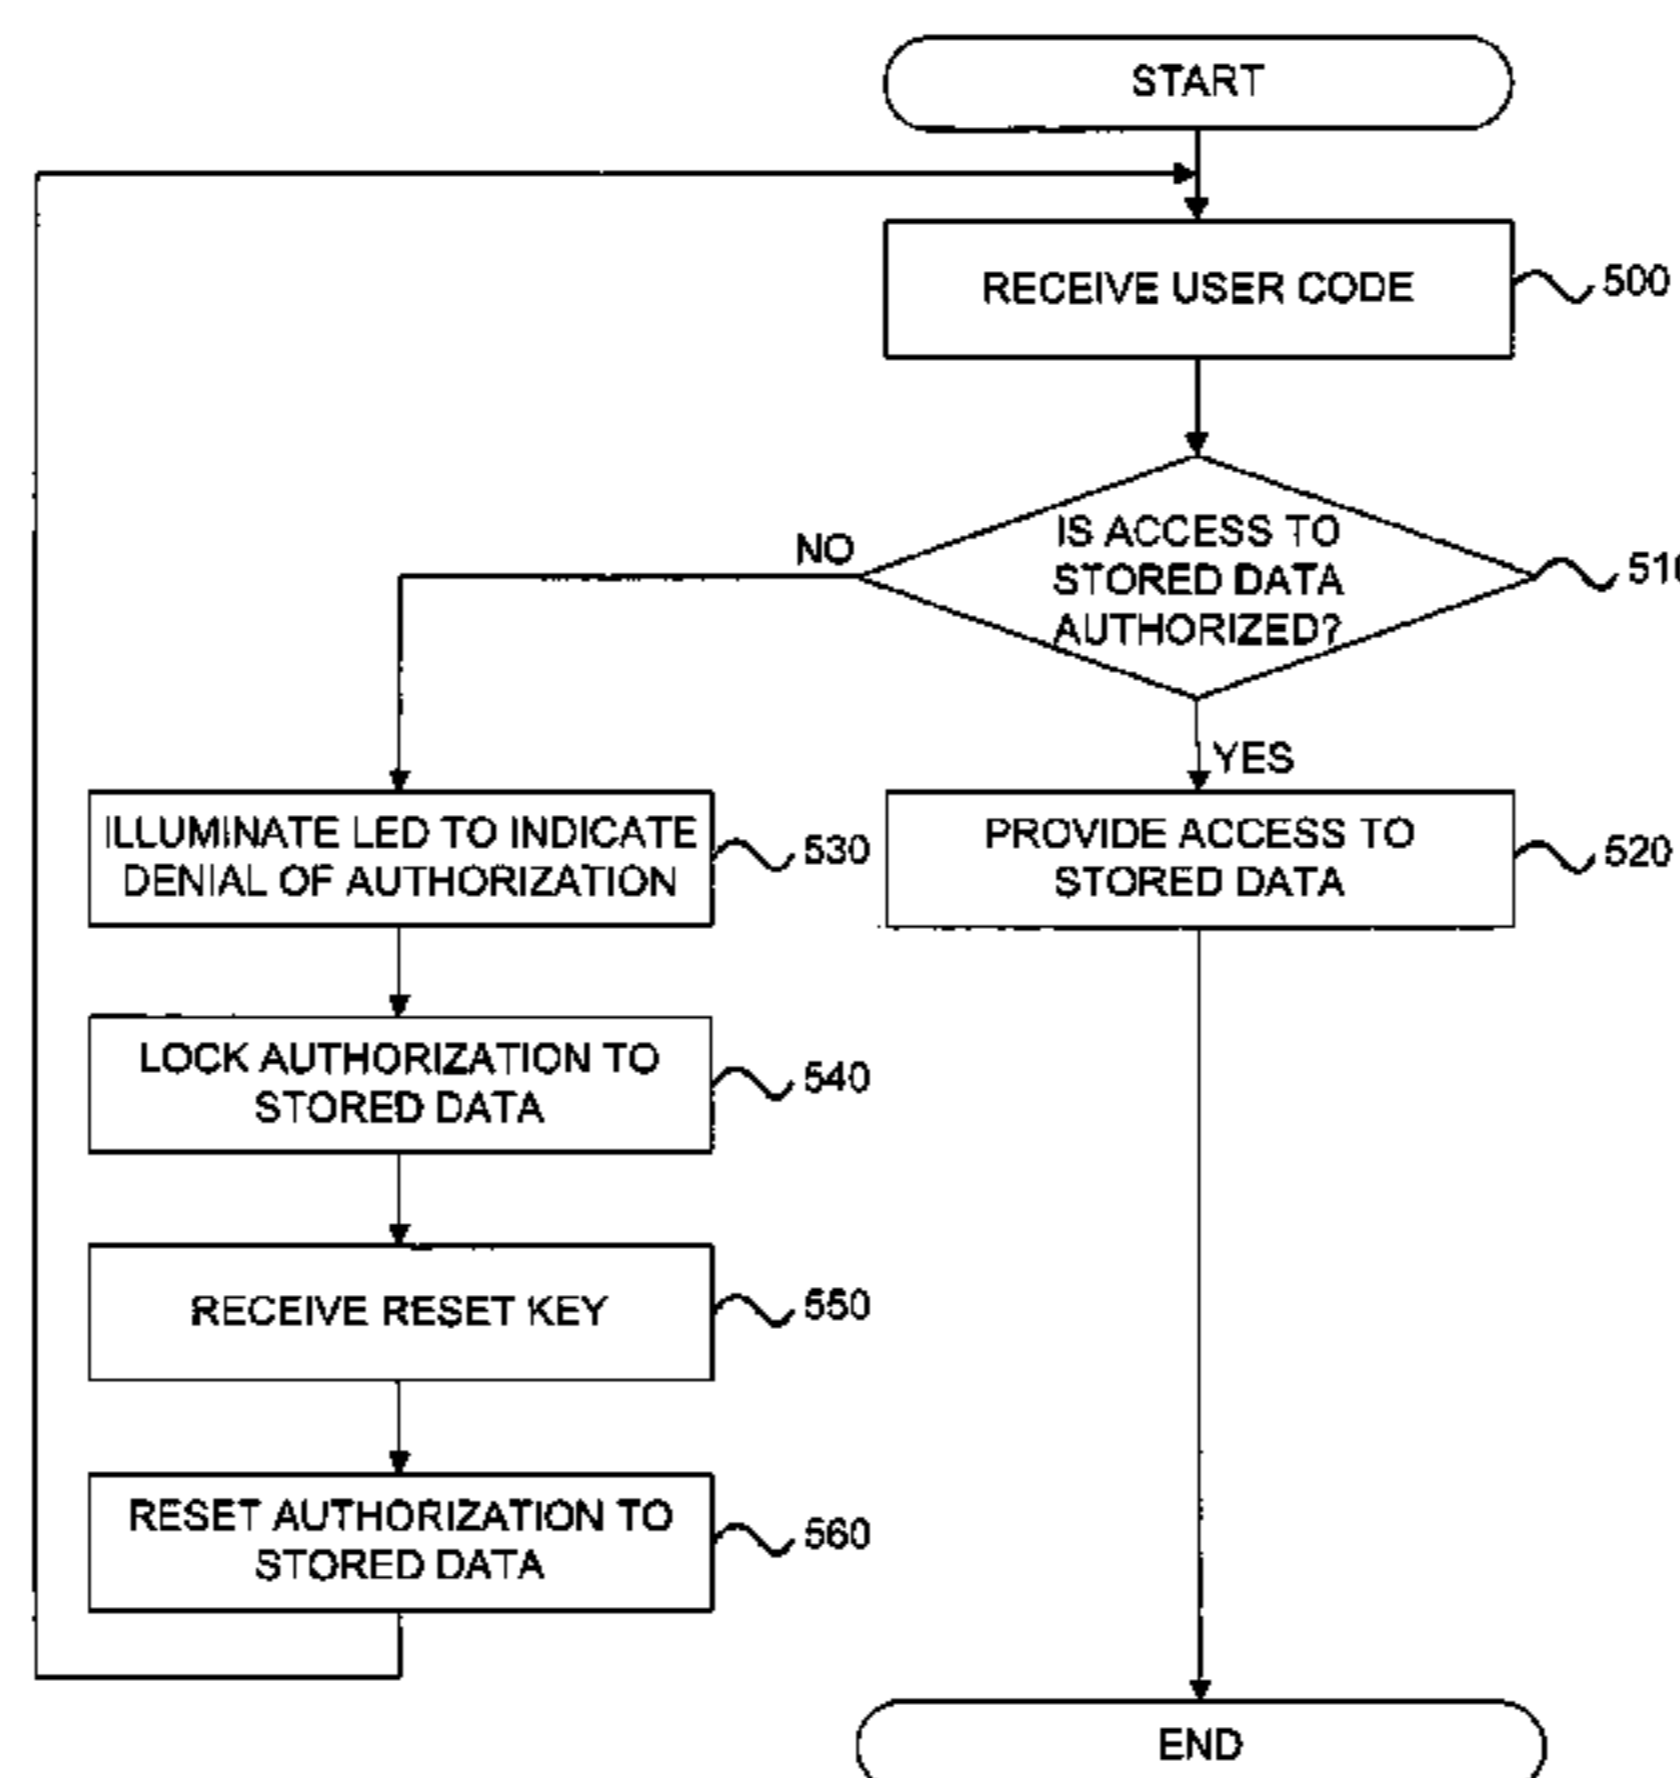 START
RECEIVE USER CODE
500
IS ACCESS TO
STORED DATA
AUTHORIZED?
NO
YES
ILLUMINATE LED TO INDICATE
DENIAL OF AUTHORIZATION
530
PROVIDE ACCESS TO
STORED DATA
520
LOCK AUTHORIZATION TO
STORED DATA
540
RECEIVE RESET KEY
550
RESET AUTHORIZATION TO
STORED DATA
560
END